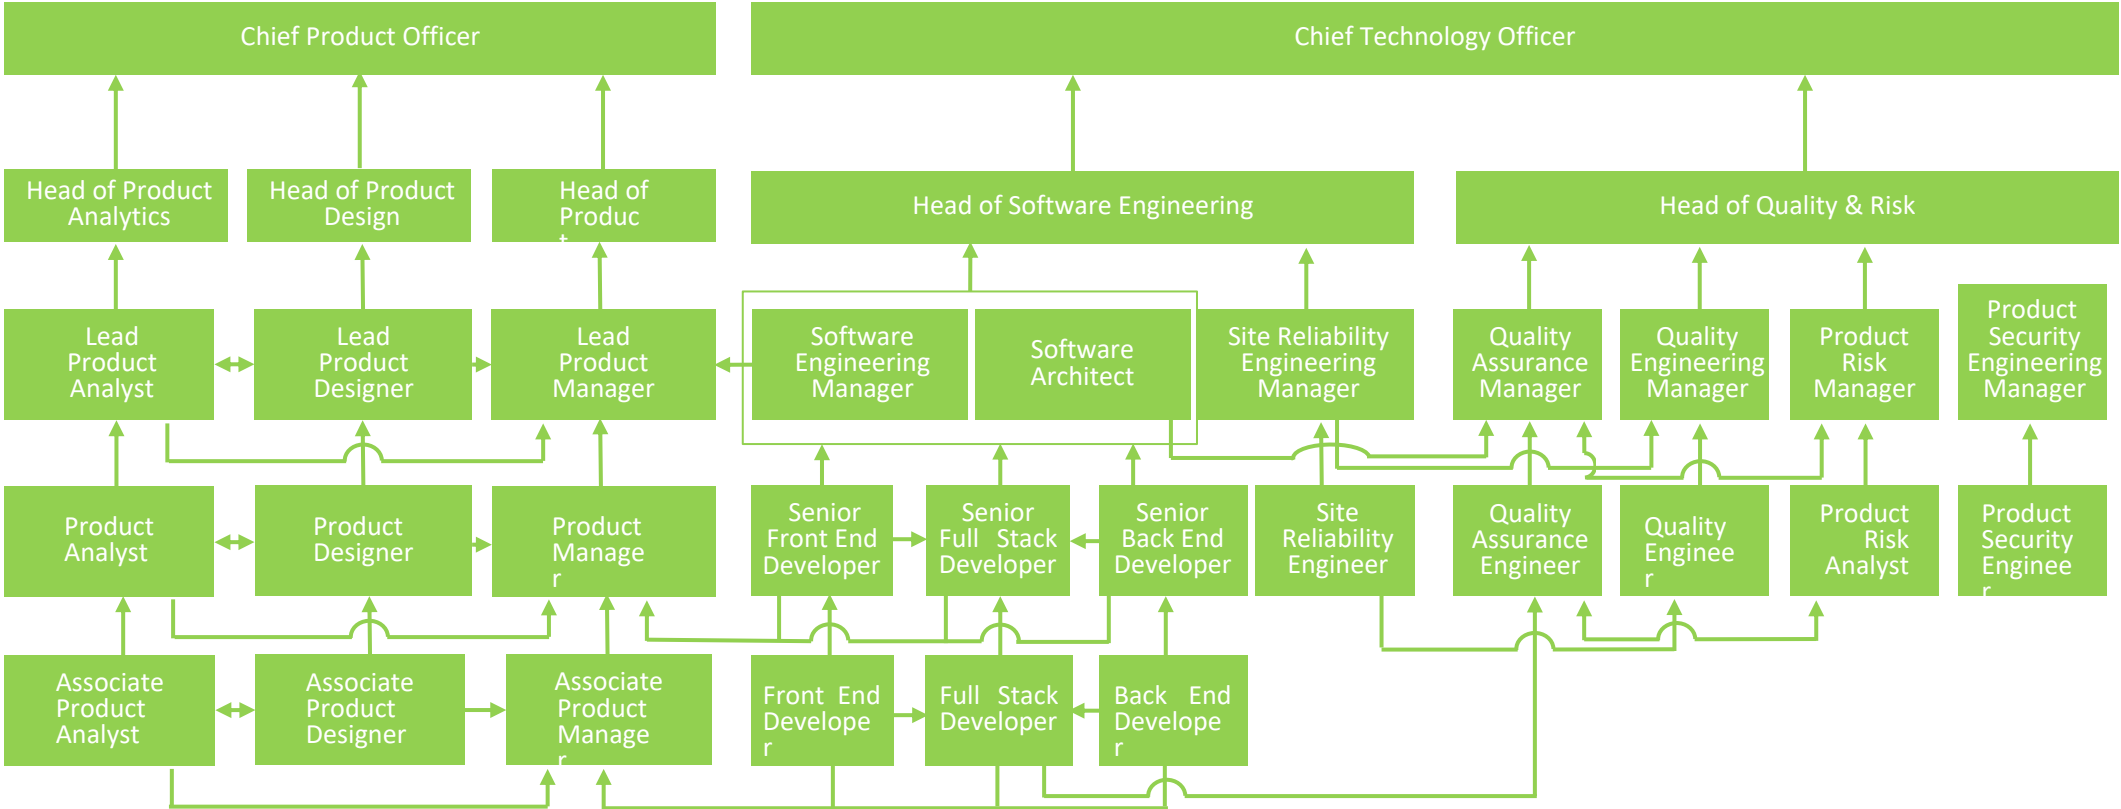 Chief Product Officer
Chief Technology Officer
Head of Product
Analytics
Head of Product
Design
Head of
Produc
t
Head of Software Engineering
Head of Quality & Risk
Lead
Product
Analyst
Lead
Product
Designer
Lead
Product
Manager
Software
Engineering
Manager
Software
Architect
Site Reliability
Engineering
Manager
Quality
Assurance
Manager
Quality
Engineering
Manager
Product
Risk
Manager
Product
Security
Engineering
Manager
Product
Analyst
Product
Designer
Product
Manage
r
Senior
Front End
Developer
Senior
Full Stack
Developer
Senior
Back End
Developer
Site
Reliability
Engineer
Quality
Assurance
Engineer
Quality
Enginee
r
Product
Risk
Analyst
Product
Security
Enginee
r
Associate
Product
Analyst
Associate
Product
Designer
Associate
Product
Manage
r
Front End
Develope
r
Full Stack
Developer
Back End
Develope
r